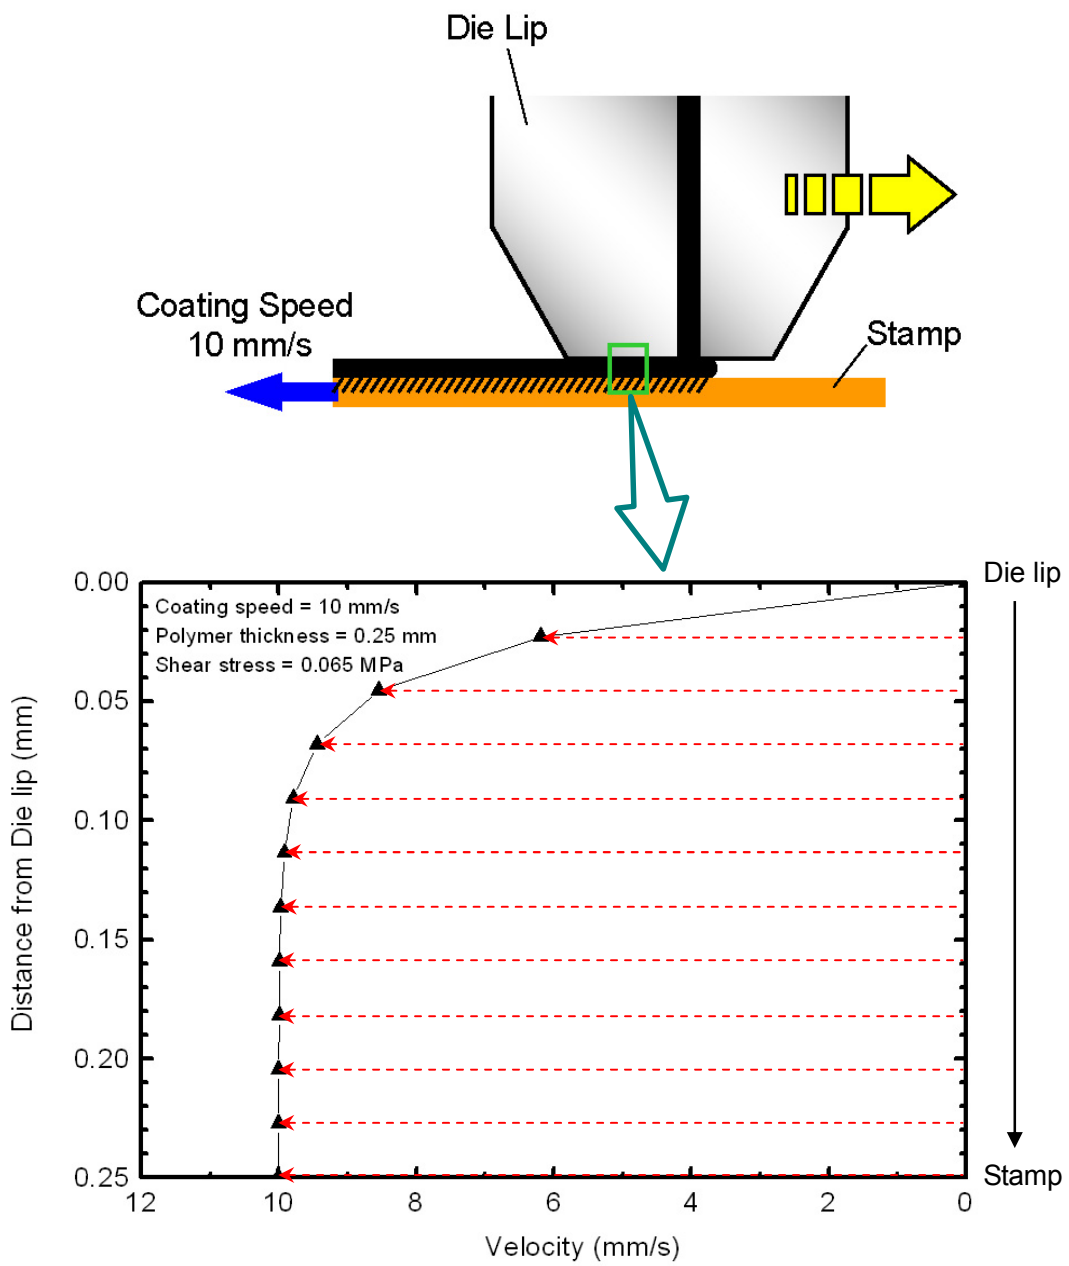 Die Lip
Coating Speed
10 mm/s
Stamp
Die lip
0.00
Coating speed = 10 mm/s
Polymer thickness = 0.25 mm
Shear stress = 0.065 MPa
0.05
0.10
0.15
0.20
0.25
Distance from Die lip (mm)
Stamp
12 10 8 6 4 2 0
Velocity (mm/s)